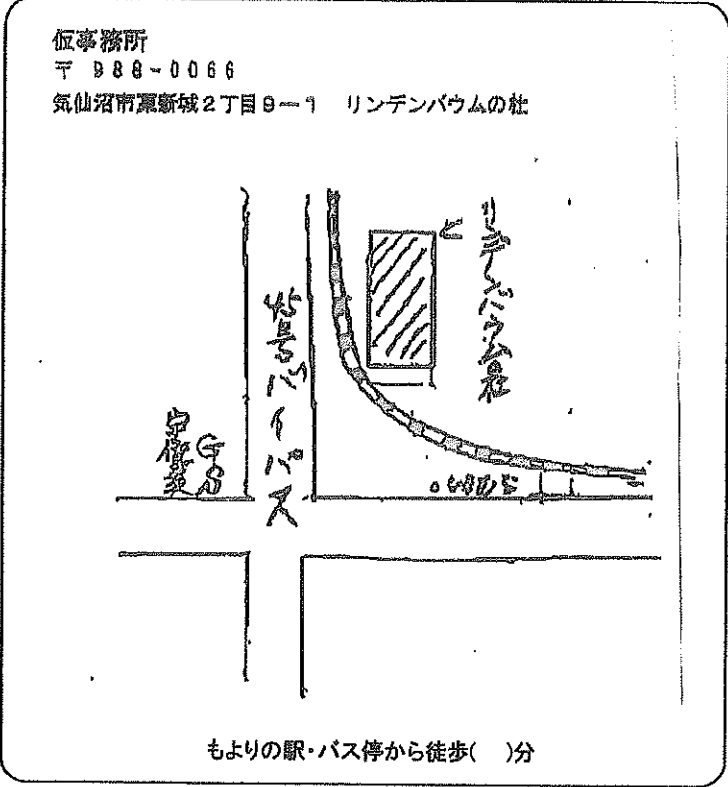 仮事務所
〒 988-0066
気仙沼市東新城2丁目9-1 リンデンバウムの杜
リンデンバウム杜
45号バイパス
GS
もよりの駅・バス停から徒歩( )分